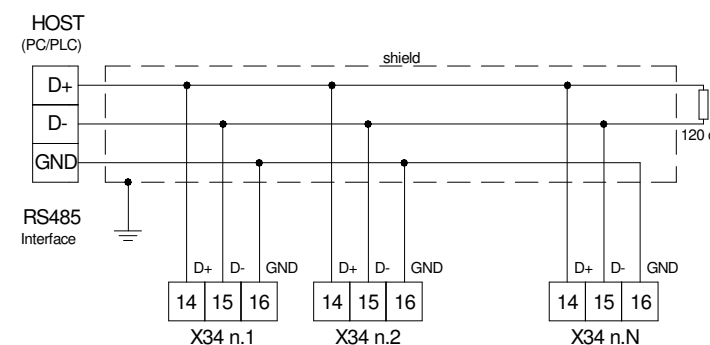 HOST
(PC/PLC)
shield
D+
D-
120
GND
RS485
Interface
D+ D- GND D+ D- GND D+ D- GND
14 15 16 14 15 16 14 15 16
X34 n.1 X34 n.2 X34 n.N